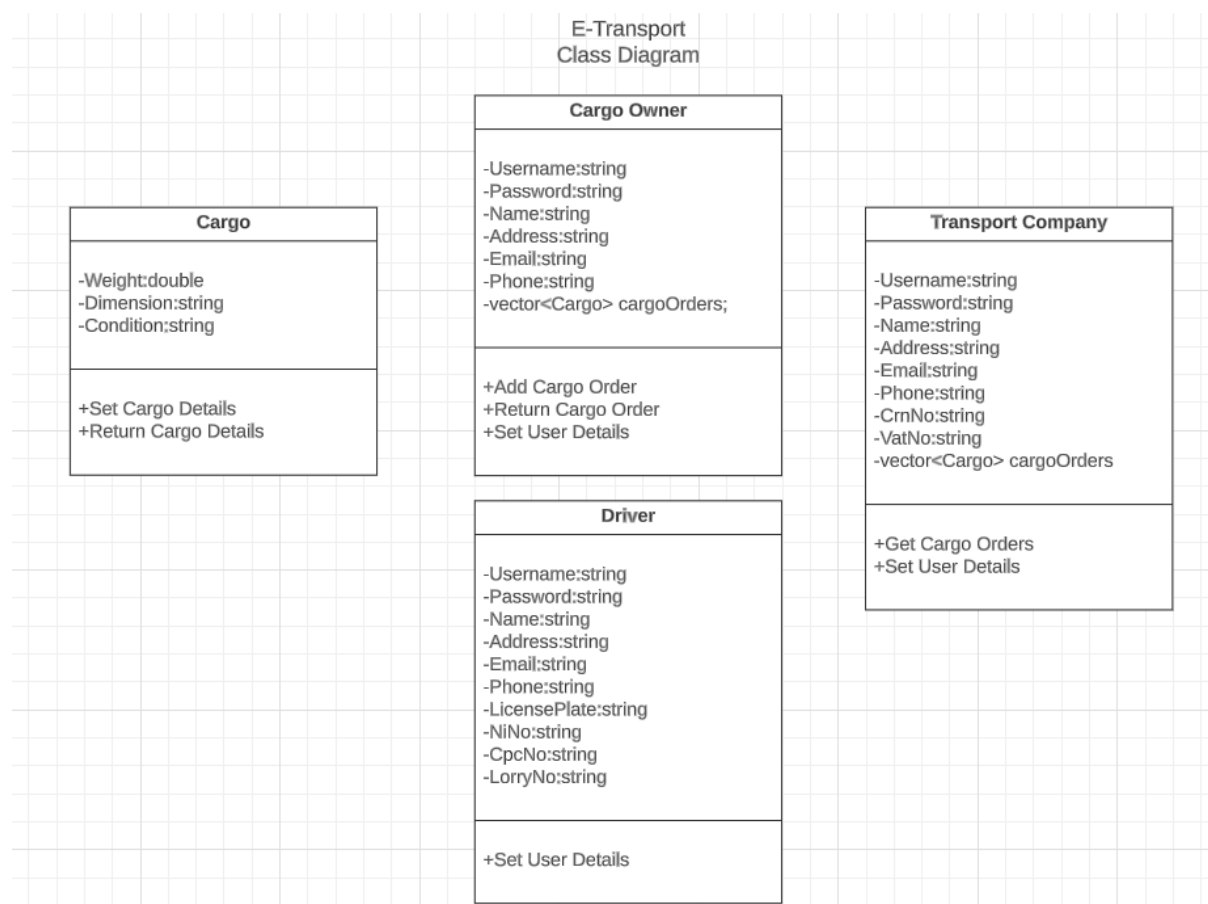 E-Transport
Class Diagram
Cargo Owner
-Username:string
-Password:string
-Name:string
-Address:string
-Email:string
-Phone:string
-vector<Cargo> cargoOrders;
+Add Cargo Order
+Return Cargo Order
+Set User Details
Cargo
-Weight:double
-Dimension:string
-Condition:string
+Set Cargo Details
+Return Cargo Details
Transport Company
-Username:string
-Password:string
-Name:string
-Address:string
-Email:string
-Phone:string
-CrnNo:string
-VatNo:string
-vector<Cargo> cargoOrders
+Get Cargo Orders
+Set User Details
Driver
-Username:string
-Password:string
-Name:string
-Address:string
-Email:string
-Phone:string
-LicensePlate:string
-NiNo:string
-CpcNo:string
-LorryNo:string
+Set User Details